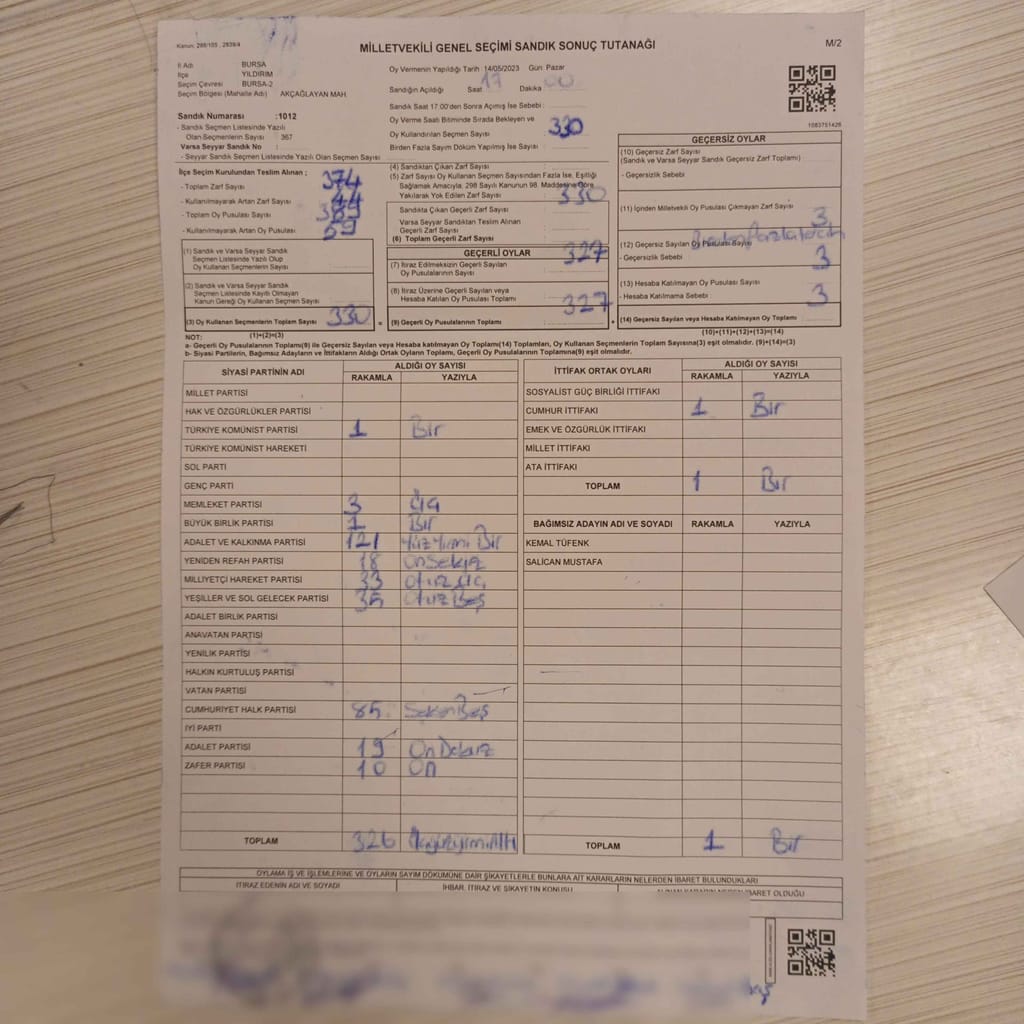 Kanun: 298/105 , 2839/4
MİLLETVEKİLİ GENEL SEÇİMİ SANDIK SONUÇ TUTANAĞI
M/2
İl Adı BURSA
İlçe YILDIRIM
Seçim Çevresi BURSA-2
Seçim Bölgesi (Mahalle Adı) AKÇAĞLAYAN MAH.
Oy Vermenin Yapıldığı Tarih :14/05/2023 Gün: Pazar
Sandığın Açıldığı Saat 17 Dakika 00
Sandık Saat 17:00'den Sonra Açımış İse Sebebi :
Oy Verme Saati Bitiminde Sırada Bekleyen ve
Oy Kullandırılan Seçmen Sayısı 330
Birden Fazla Sayım Döküm Yapılmış İse Sayısı :
1083751426
Sandık Numarası :1012
- Sandık Seçmen Listesinde Yazılı
Olan Seçmenlerin Sayısı 367
Varsa Seyyar Sandık No :
- Seyyar Sandık Seçmen Listesinde Yazılı Olan Seçmen Sayısı
İlçe Seçim Kurulundan Teslim Alınan ;
- Toplam Zarf Sayısı 374
- Kullanılmayarak Artan Zarf Sayısı 44
- Toplam Oy Pusulası Sayısı
- Kullanılmayarak Artan Oy Pusulası 59
(1) Sandık ve Varsa Seyyar Sandık
Seçmen Listesinde Yazılı Olup
Oy Kullanan Seçmenlerin Sayısı
(2) Sandık ve Varsa Seyyar Sandık
Seçmen Listesinde Kayıtlı Olmayan
Kanun Gereği Oy Kullanan Seçmen Sayısı
(3) Oy Kullanan Seçmenlerin Toplam Sayısı 330
(1)+(2)=(3)
(4) Sandıktan Çıkan Zarf Sayısı
(5) Zarf Sayısı Oy Kullanan Seçmen Sayısından Fazla İse, Eşitliği
Sağlamak Amacıyla, 298 Sayılı Kanunun 98. Maddesine Göre
Yakılarak Yok Edilen Zarf Sayısı 330
Sandıkta Çıkan Geçerli Zarf Sayısı
Varsa Seyyar Sandıktan Teslim Alınan
Geçerli Zarf Sayısı
(6) Toplam Geçerli Zarf Sayısı
GEÇERLİ OYLAR 327
(7) İtiraz Edilmeksizin Geçerli Sayılan
Oy Pusulalarının Sayısı
(8) İtiraz Üzerine Geçerli Sayılan veya
Hesaba Katılan Oy Pusulası Toplamı 327
(9) Geçerli Oy Pusulalarının Toplamı
GEÇERSİZ OYLAR
(10) Geçersiz Zarf Sayısı
(Sandık ve Varsa Seyyar Sandık Geçersiz Zarf Toplamı)
- Geçersizlik Sebebi
(11) İçinden Milletvekili Oy Pusulası Çıkmayan Zarf Sayısı
3
(12) Geçersiz Sayılan Oy Pusulası Sayısı
- Geçersizlik Sebebi 3
(13) Hesaba Katılmayan Oy Pusulası Sayısı
- Hesaba Katılmama Sebebi 3
(14) Geçersiz Sayılan veya Hesaba Katılmayan Oy Toplamı
(10)+(11)+(12)+(13)=(14)
NOT:
a- Geçerli Oy Pusulalarının Toplamı(9) ile Geçersiz Sayılan veya Hesaba katılmayan Oy Toplamı(14) Toplamları, Oy Kullanan Seçmenlerin Toplam Sayısına(3) eşit olmalıdır. (9)+(14)=(3)
b- Siyasi Partilerin, Bağımsız Adayların ve İttifakların Aldığı Ortak Oyların Toplamı, Geçerli Oy Pusulalarının Toplamına(9) eşit olmalıdır.
SİYASİ PARTİNİN ADI ALDIĞI OY SAYISI
RAKAMLA YAZIYLA
MİLLET PARTİSİ
HAK VE ÖZGÜRLÜKLER PARTİSİ
TÜRKİYE KOMÜNİST PARTİSİ 1 Bir
TÜRKİYE KOMÜNİST HAREKETİ
SOL PARTİ
GENÇ PARTİ
MEMLEKET PARTİSİ 3 Üç
BÜYÜK BİRLİK PARTİSİ 1 Bir
ADALET VE KALKINMA PARTİSİ 121 Yüz Yirmi Bir
YENİDEN REFAH PARTİSİ 18 On Sekiz
MİLLİYETÇİ HAREKET PARTİSİ 33 Otuz Üç
YEŞİLLER VE SOL GELECEK PARTİSİ 35 Otuz Beş
ADALET BİRLİK PARTİSİ
ANAVATAN PARTİSİ
YENİLİK PARTİSİ
HALKIN KURTULUŞ PARTİSİ
VATAN PARTİSİ
CUMHURİYET HALK PARTİSİ 85 Seksen Beş
İYİ PARTİ
ADALET PARTİSİ 19 On Dokuz
ZAFER PARTİSİ 10 On
TOPLAM 326 Üçyüzyirmi Altı
İTTİFAK ORTAK OYLARI ALDIĞI OY SAYISI
RAKAMLA YAZIYLA
SOSYALİST GÜÇ BİRLİĞİ İTTİFAKI
CUMHUR İTTİFAKI 1 Bir
EMEK VE ÖZGÜRLÜK İTTİFAKI
MİLLET İTTİFAKI
ATA İTTİFAKI
TOPLAM 1 Bir
BAĞIMSIZ ADAYIN ADI VE SOYADI RAKAMLA YAZIYLA
KEMAL TÜFENK
SALİCAN MUSTAFA
TOPLAM 1 Bir
OYLAMA İŞ VE İŞLEMLERİNE VE OYLARIN SAYIM DÖKÜMÜNE DAİR ŞİKAYETLERLE BUNLARA AİT KARARLARIN NELERDEN İBARET BULUNDUKLARI
İTİRAZ EDENİN ADI VE SOYADI İHBAR, İTİRAZ VE ŞİKAYETİN KONUSU ALINAN KARARIN NEDEN İBARET OLDUĞU